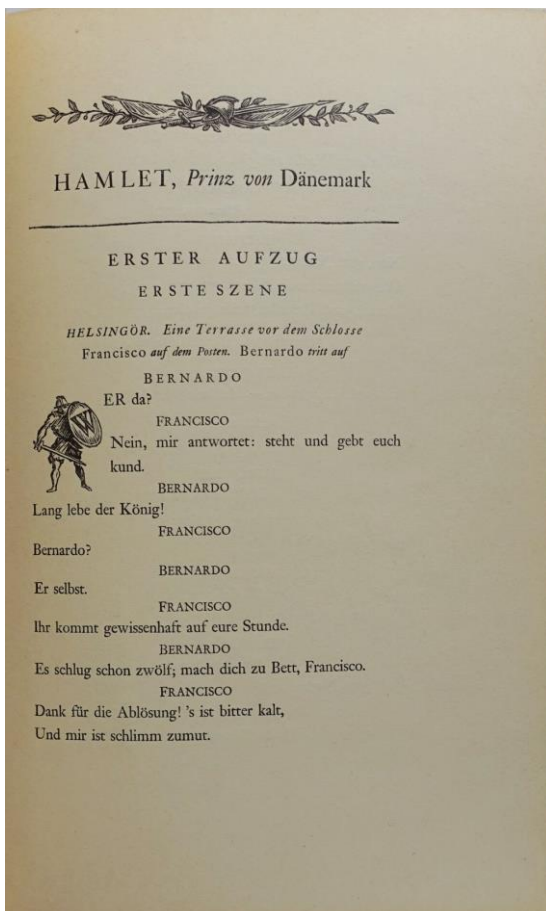 HAMLET, Prinz von Dänemark
ERSTER AUFZUG
ERSTE SZENE
HELSINGÖR. Eine Terrasse vor dem Schlosse
Francisco auf dem Posten. Bernardo tritt auf
BERNARDO
WER da?
FRANCISCO
Nein, mir antwortet: steht und gebt euch
kund.
BERNARDO
Lang lebe der König!
FRANCISCO
Bernardo?
BERNARDO
Er selbst.
FRANCISCO
Ihr kommt gewissenhaft auf eure Stunde.
BERNARDO
Es schlug schon zwölf; mach dich zu Bett, Francisco.
FRANCISCO
Dank für die Ablösung! 's ist bitter kalt,
Und mir ist schlimm zumut.